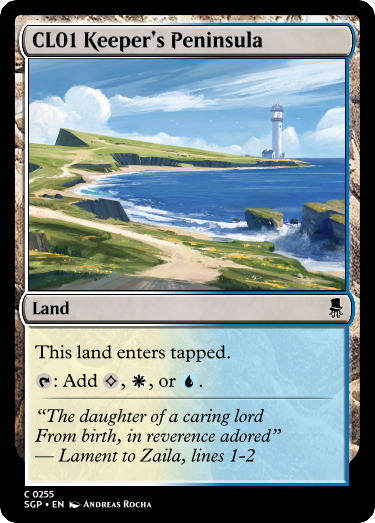 CL01 Keeper's Peninsula
Land
This land enters tapped.
: Add , , or .
“The daughter of a caring lord
From birth, in reverence adored”
— Lament to Zaila, lines 1-2
C 0255
SGP • EN Andreas Rocha